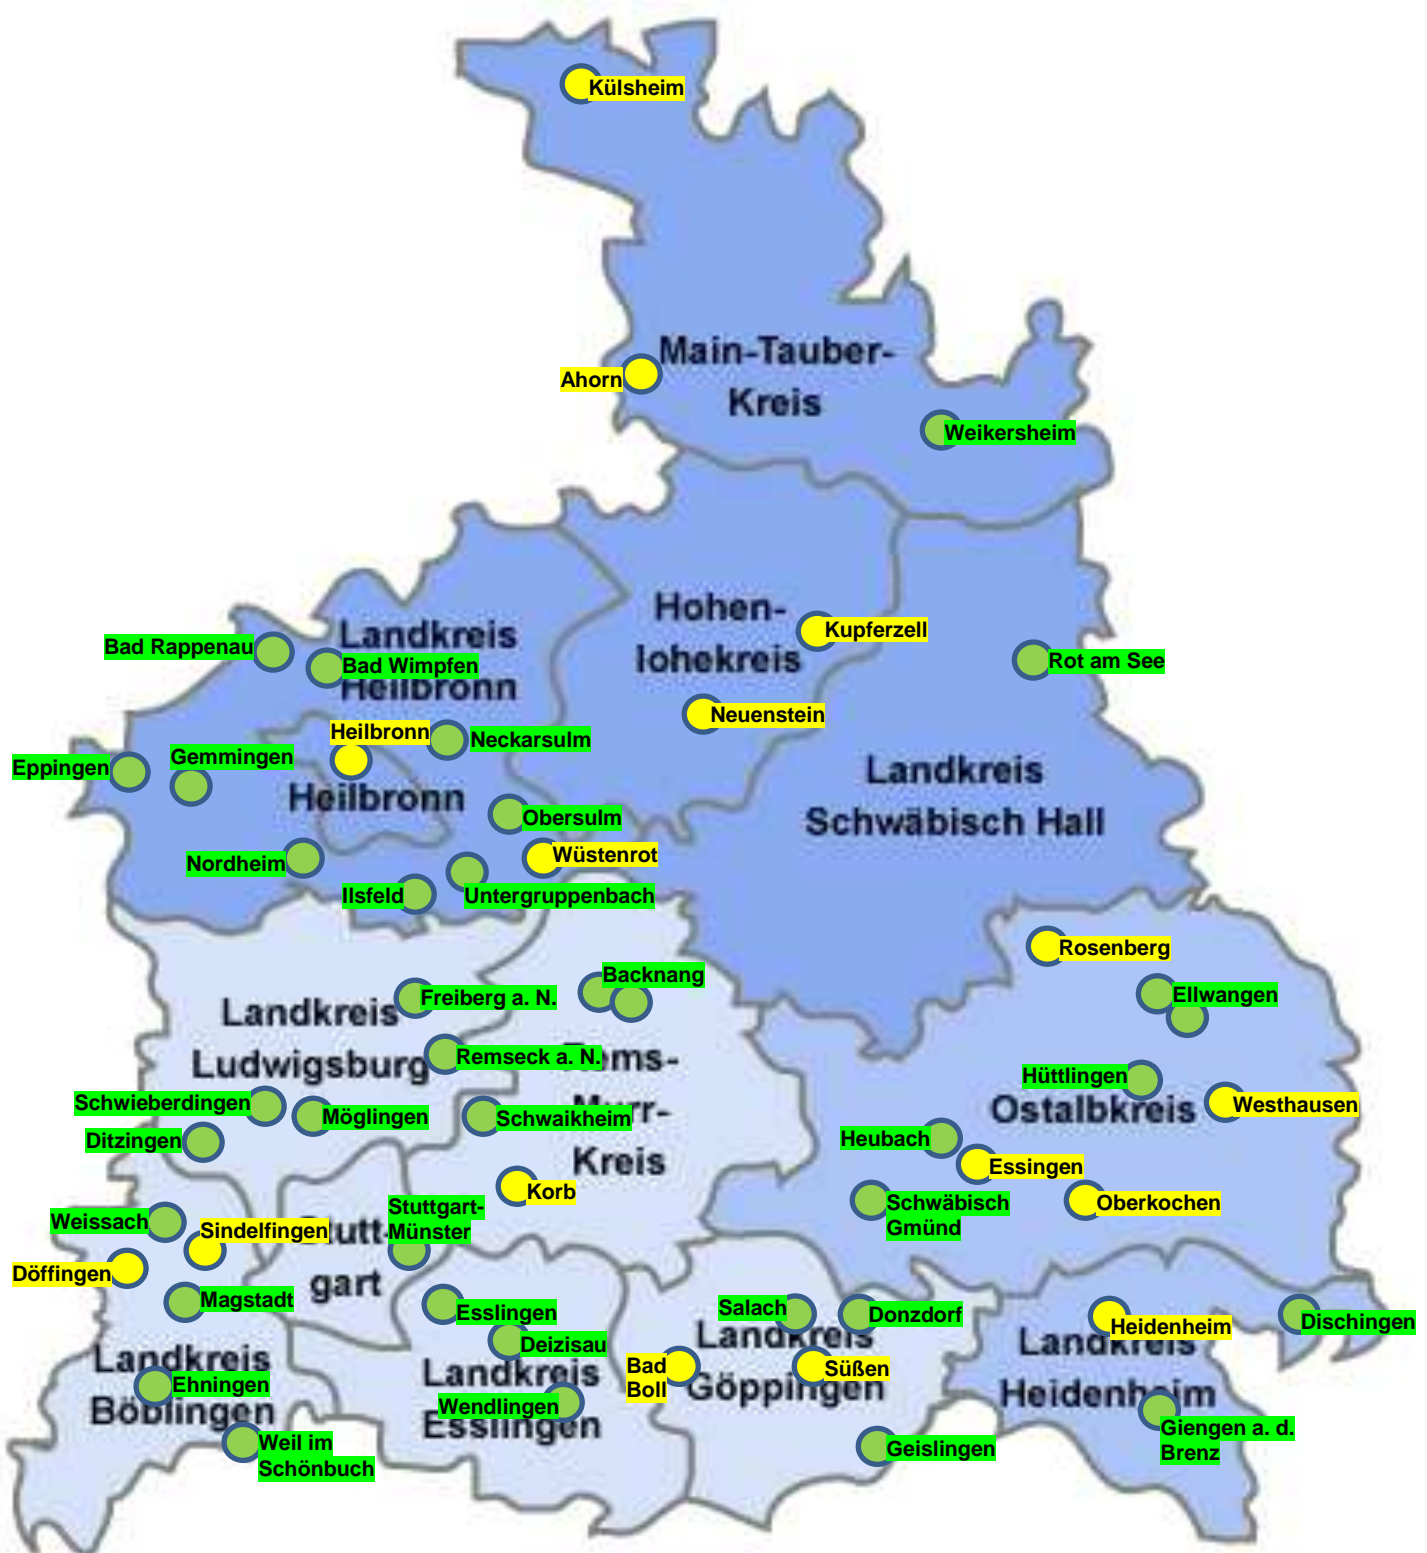 Külsheim
Main-Tauber-
Kreis
Ahorn
Weikersheim
Hohen-
lohekreis
Kupferzell
Neuenstein
Landkreis
Heilbronn
Bad Rappenau
Bad Wimpfen
Rot am See
Heilbronn
Neckarsulm
Eppingen
Gemmingen
Heilbronn
Landkreis
Schwäbisch Hall
Obersulm
Nordheim
Wüstenrot
Ilsfeld
Untergruppenbach
Rosenberg
Backnang
Ellwangen
Freiberg a. N.
Landkreis
Ludwigsburg
Remseck a. N.
Rems-
Murr-
Kreis
Hüttlingen
Westhausen
Ostalbkreis
Schwieberdingen
Möglingen
Schwaikheim
Ditzingen
Heubach
Essingen
Korb
Oberkochen
Schwäbisch
Gmünd
Stuttgart-
Münster
Weissach
Sindelfingen
Stutt-
gart
Döffingen
Magstadt
Esslingen
Deizisau
Salach
Donzdorf
Heidenheim
Dischingen
Landkreis
Göppingen
Landkreis
Heidenheim
Landkreis
Böblingen
Ehningen
Landkreis
Esslingen
Wendlingen
Bad
Boll
Süßen
Giengen a. d.
Brenz
Weil im
Schönbuch
Geislingen